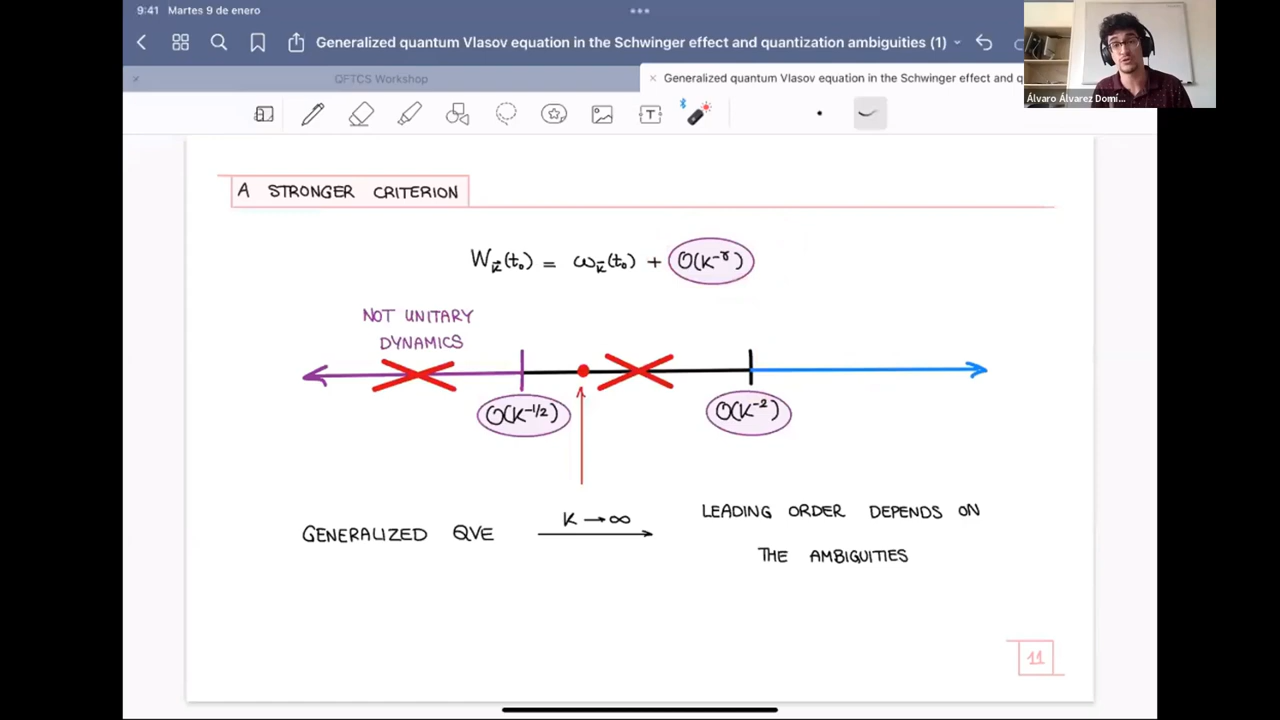 9:41 Martes 9 de enero
Generalized quantum Vlasov equation in the Schwinger effect and quantization ambiguities (1)
QFTCS Workshop
Generalized quantum Vlasov equation in the Schwinger effect and q
Álvaro Álvarez Domí...
A STRONGER CRITERION
W_k⃗(t₀) = ω_k⃗(t₀) + O(k^-γ)
NOT UNITARY
DYNAMICS
O(k^-1/2)
O(k^-2)
GENERALIZED QVE
k → ∞
LEADING ORDER DEPENDS ON
THE AMBIGUITIES
11